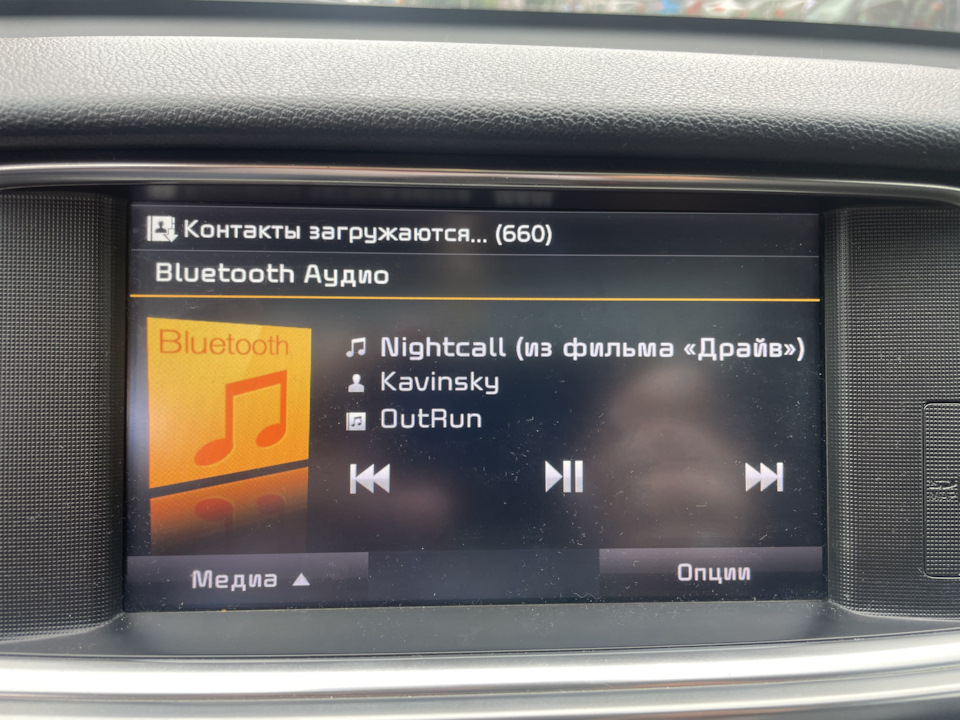 Контакты загружаются... (660)
Bluetooth Аудио
Bluetooth
Nightcall (из фильма «Драйв»)
Kavinsky
OutRun
Медиа ▲
Опции